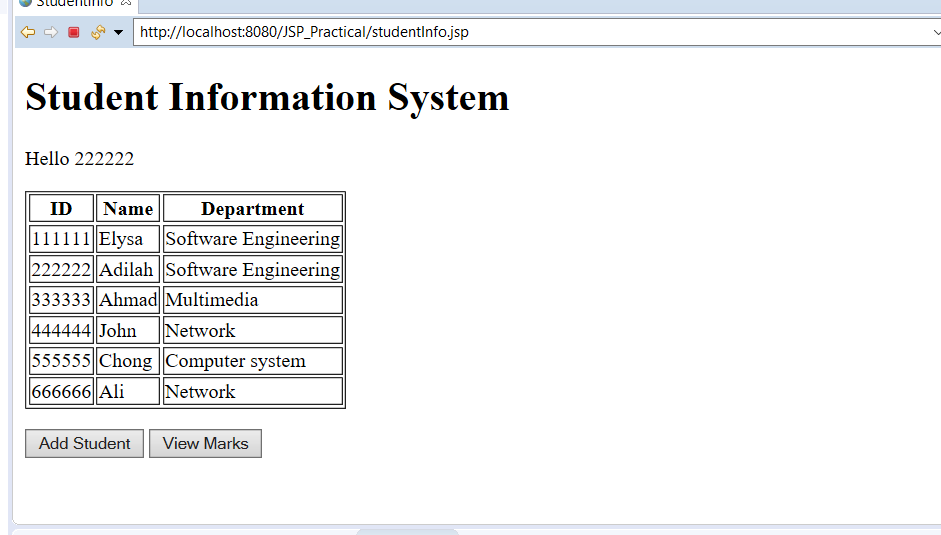 StudentInfo
http://localhost:8080/JSP_Practical/studentInfo.jsp
Student Information System
Hello 222222
ID Name Department
111111 Elysa Software Engineering
222222 Adilah Software Engineering
333333 Ahmad Multimedia
444444 John Network
555555 Chong Computer system
666666 Ali Network
Add Student View Marks